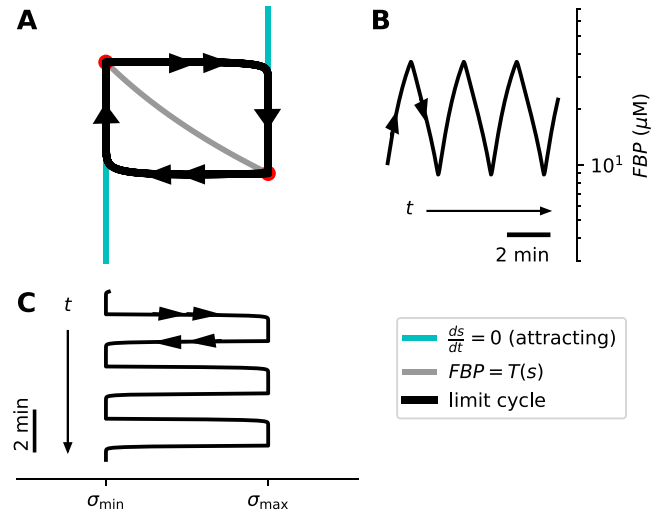 A
B
10¹
FBP (μM)
t
2 min
C
t
2 min
σmin
σmax
ds/dt = 0 (attracting)
FBP = T(s)
limit cycle